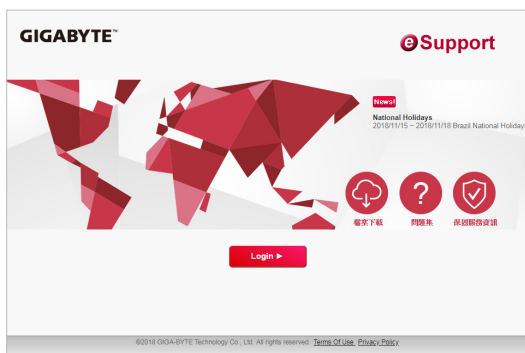 GIGABYTE™
eSupport
News!
National Holidays
2018/11/15 ~ 2018/11/18 Brazil National Holidays
檔案下載
問題集
保固服務資訊
Login ►
©2018 GIGA-BYTE Technology Co., Ltd. All rights reserved. Terms Of Use Privacy Policy